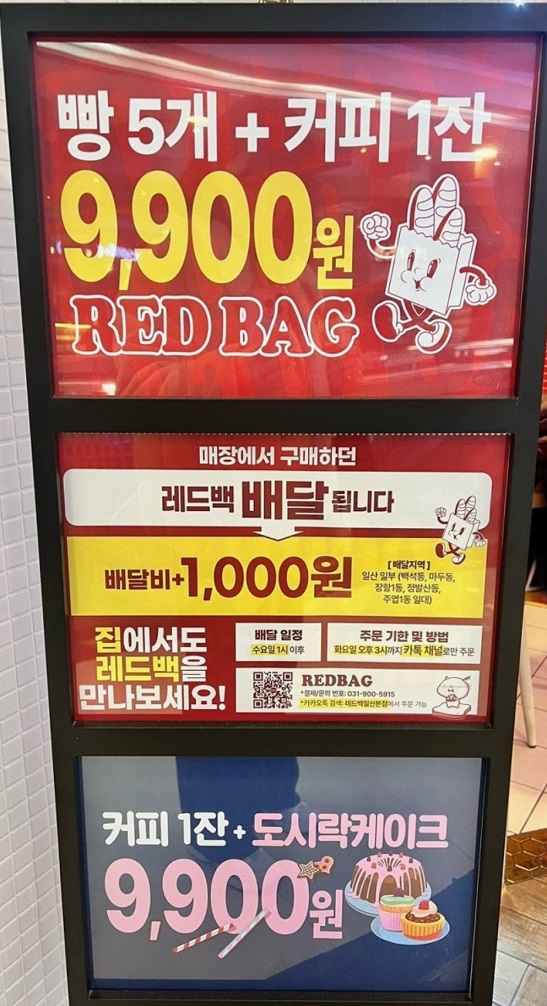 빵 5개 + 커피 1잔
9,900원
RED BAG
매장에서 구매하던
레드백 배달 됩니다
배달비+1,000원
[배달지역]
일산 일부 (백석동, 마두동,
장항1동, 정발산동,
주엽1동 일대)
집에서도
레드백을
만나보세요!
배달 일정
수요일 1시 이후
주문 기한 및 방법
화요일 오후 3시까지 카톡 채널로만 주문
REDBAG
*결제/문의 번호: 031-900-5915
*카카오톡 검색: 레드백일산본점에서 주문 가능
커피 1잔 + 도시락케이크
9,900원